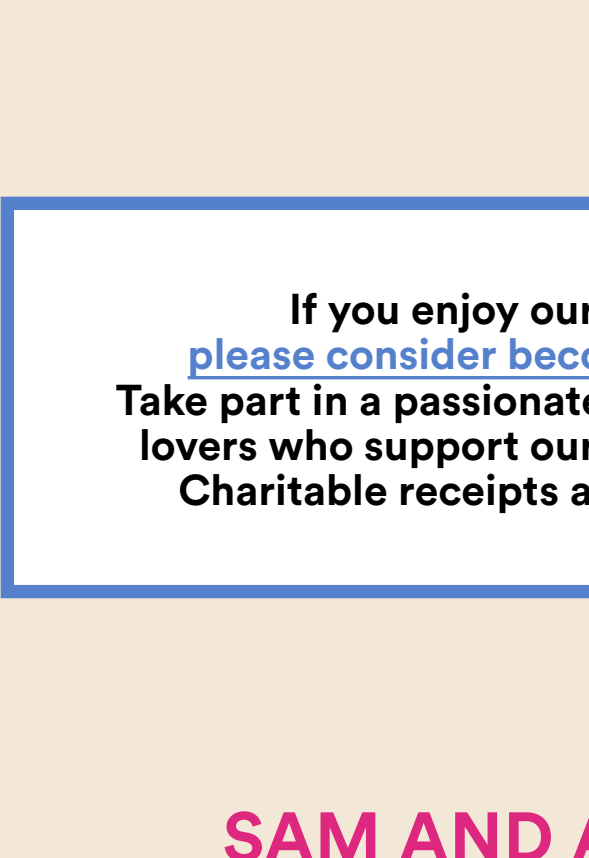 If you enjoy our
please consider beco
Take part in a passionate
lovers who support our
Charitable receipts a
SAM AND A